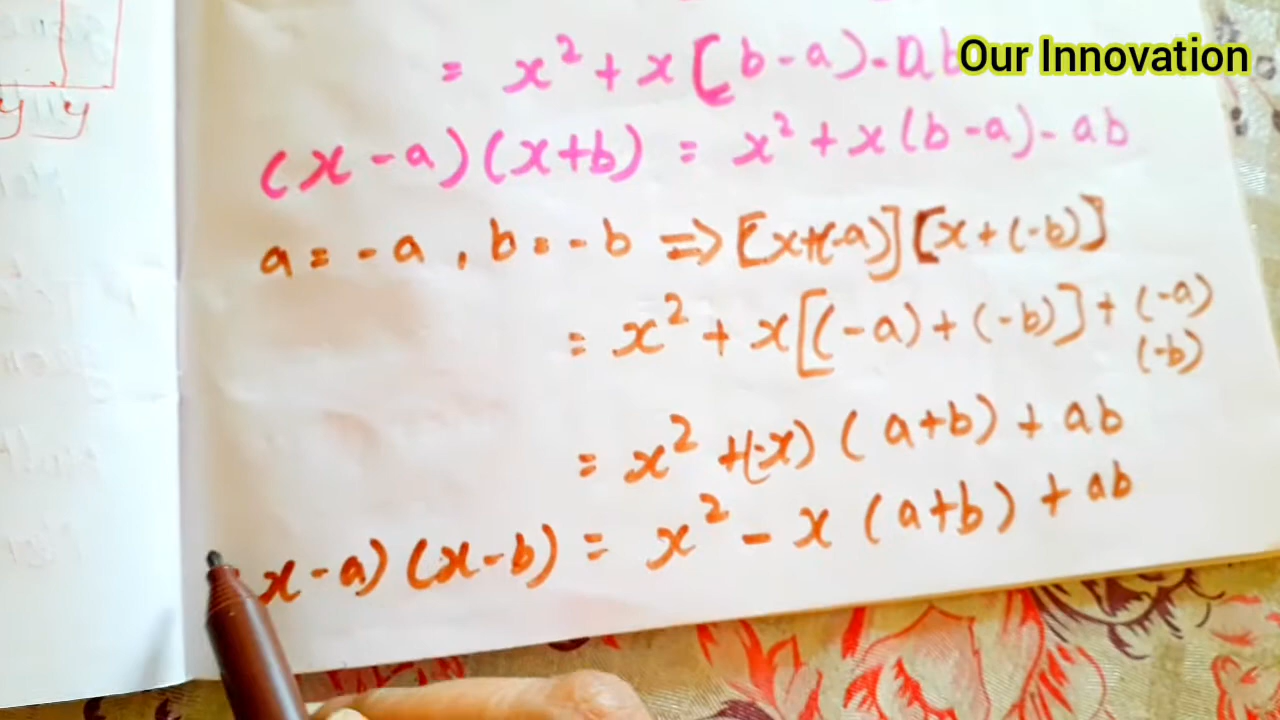 = x² + x [b-a) - ab
Our Innovation
(x-a)(x+b) = x² + x(b-a) - ab
a = -a, b = -b => [x+(-a)] [x+(-b)]
= x² + x[(-a) + (-b)] + (-a)
(-b)
= x² +(-x) (a+b) + ab
x-a) (x-b) = x² - x (a+b) + ab
y y